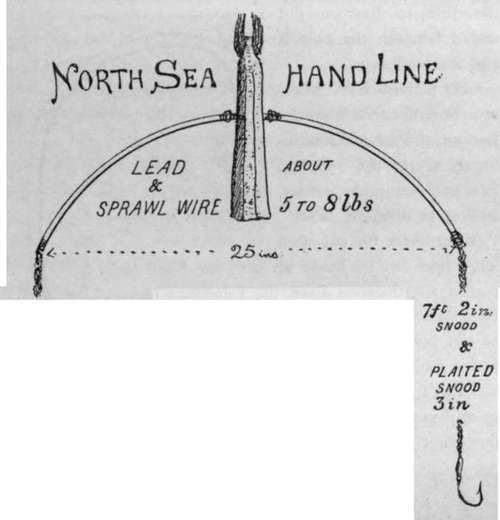 NORTH SEA HAND LINE
LEAD
&
SPRAWL WIRE
ABOUT
5 TO 8 lbs
25 ins
7ft 2in,
SNOOD
&
PLAITED
SNOOD
3in